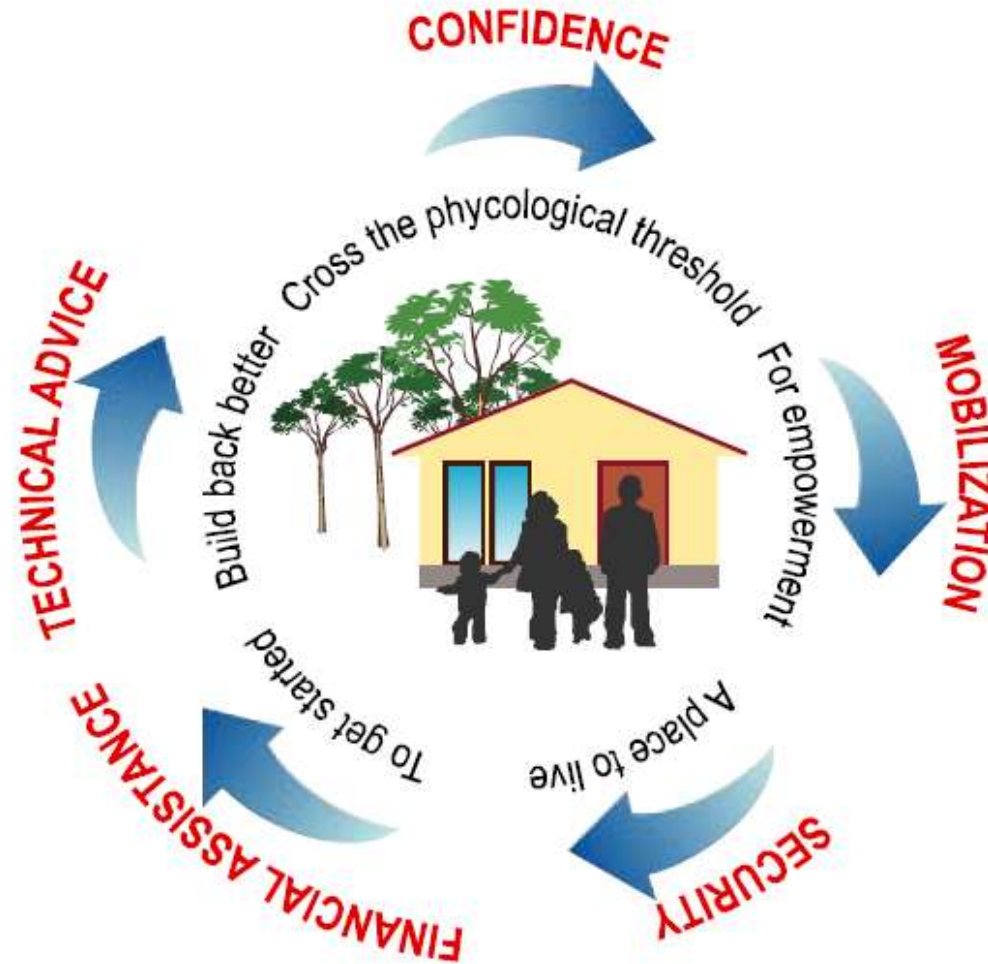 CONFIDENCE
Cross the phycological threshold
MOBILIZATION
For empowerment
SECURITY
A place to live
FINANCIAL ASSISTANCE
To get started
TECHNICAL ADVICE
Build back better